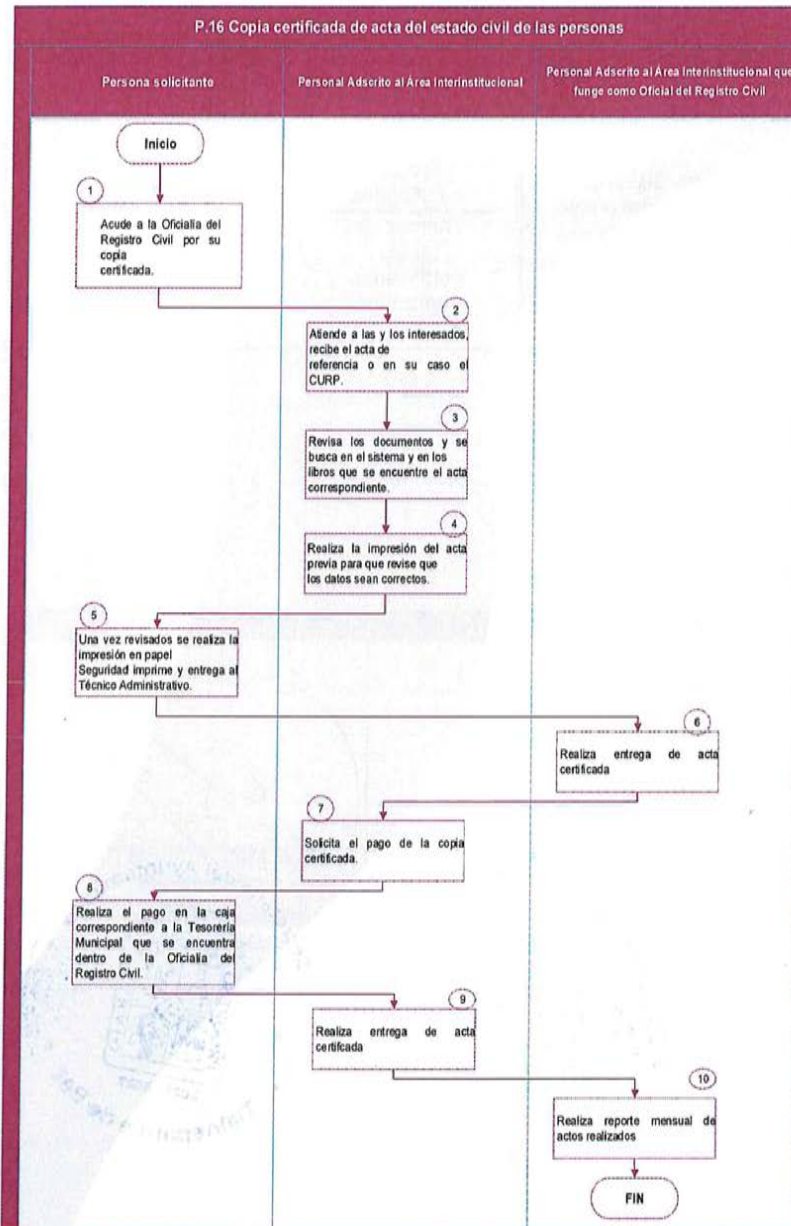 P.16 Copia certificada de acta del estado civil de las personas
Persona solicitante
Personal Adscrito al Área Interinstitucional
Personal Adscrito al Área Interinstitucional que
funge como Oficial del Registro Civil
Inicio
1
Acude a la Oficialía del
Registro Civil por su
copia
certificada.
2
Atiende a las y los interesados,
recibe el acta de
referencia o en su caso el
CURP.
3
Revisa los documentos y se
busca en el sistema y en los
libros que se encuentre el acta
correspondiente.
4
Realiza la impresión del acta
previa para que revise que
los datos sean correctos.
5
Una vez revisados se realiza la
impresión en papel
Seguridad imprime y entrega al
Técnico Administrativo.
6
Realiza entrega de acta
certificada
7
Solicita el pago de la copia
certificada.
8
Realiza el pago en la caja
correspondiente a la Tesorería
Municipal que se encuentra
dentro de la Oficialía del
Registro Civil.
9
Realiza entrega de acta
certifcada
10
Realiza reporte mensual de
actos realizados
FIN